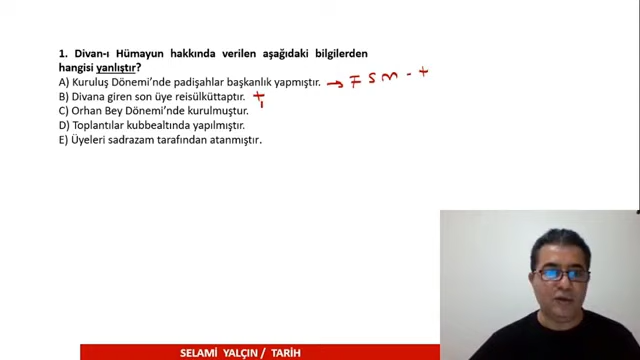 1. Divan-ı Hümayun hakkında verilen aşağıdaki bilgilerden
hangisi yanlıştır?
A) Kuruluş Dönemi'nde padişahlar başkanlık yapmıştır. → FSM - +
B) Divana giren son üye reisülküttaptır. +
C) Orhan Bey Dönemi'nde kurulmuştur.
D) Toplantılar kubbealtında yapılmıştır.
E) Üyeleri sadrazam tarafından atanmıştır.
SELAMİ YALÇIN / TARİH